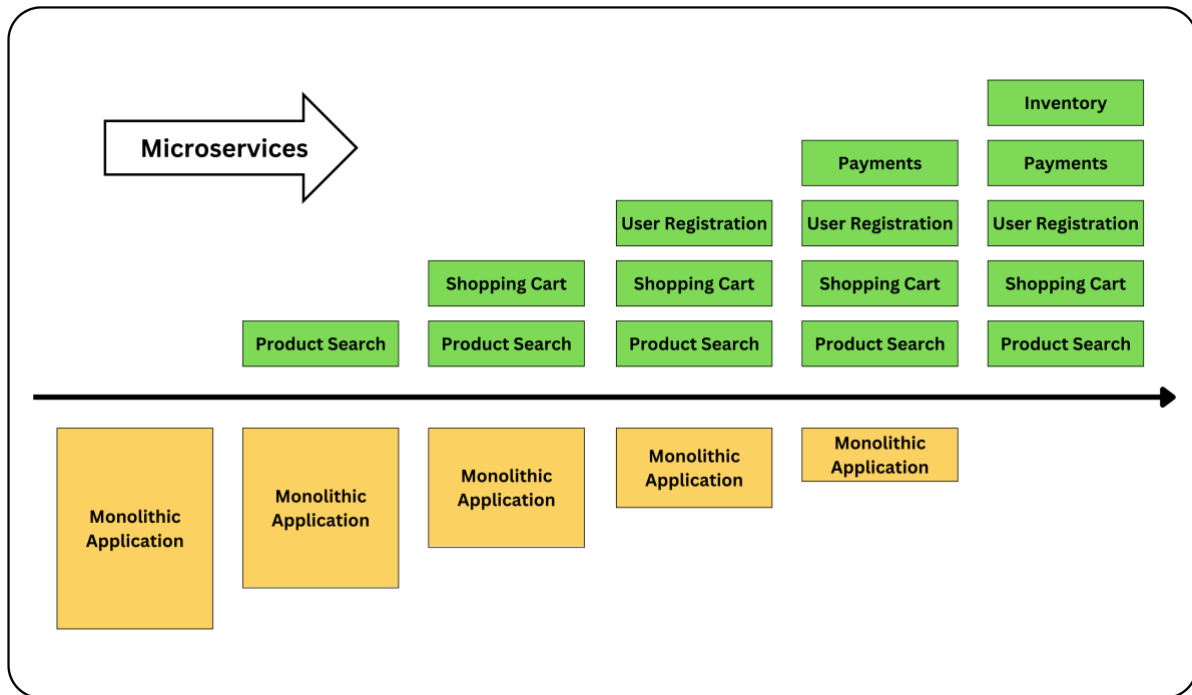 Microservices
Inventory
Payments
Payments
User Registration
User Registration
User Registration
Shopping Cart
Shopping Cart
Shopping Cart
Shopping Cart
Product Search
Product Search
Product Search
Product Search
Product Search
Monolithic
Application
Monolithic
Application
Monolithic
Application
Monolithic
Application
Monolithic
Application